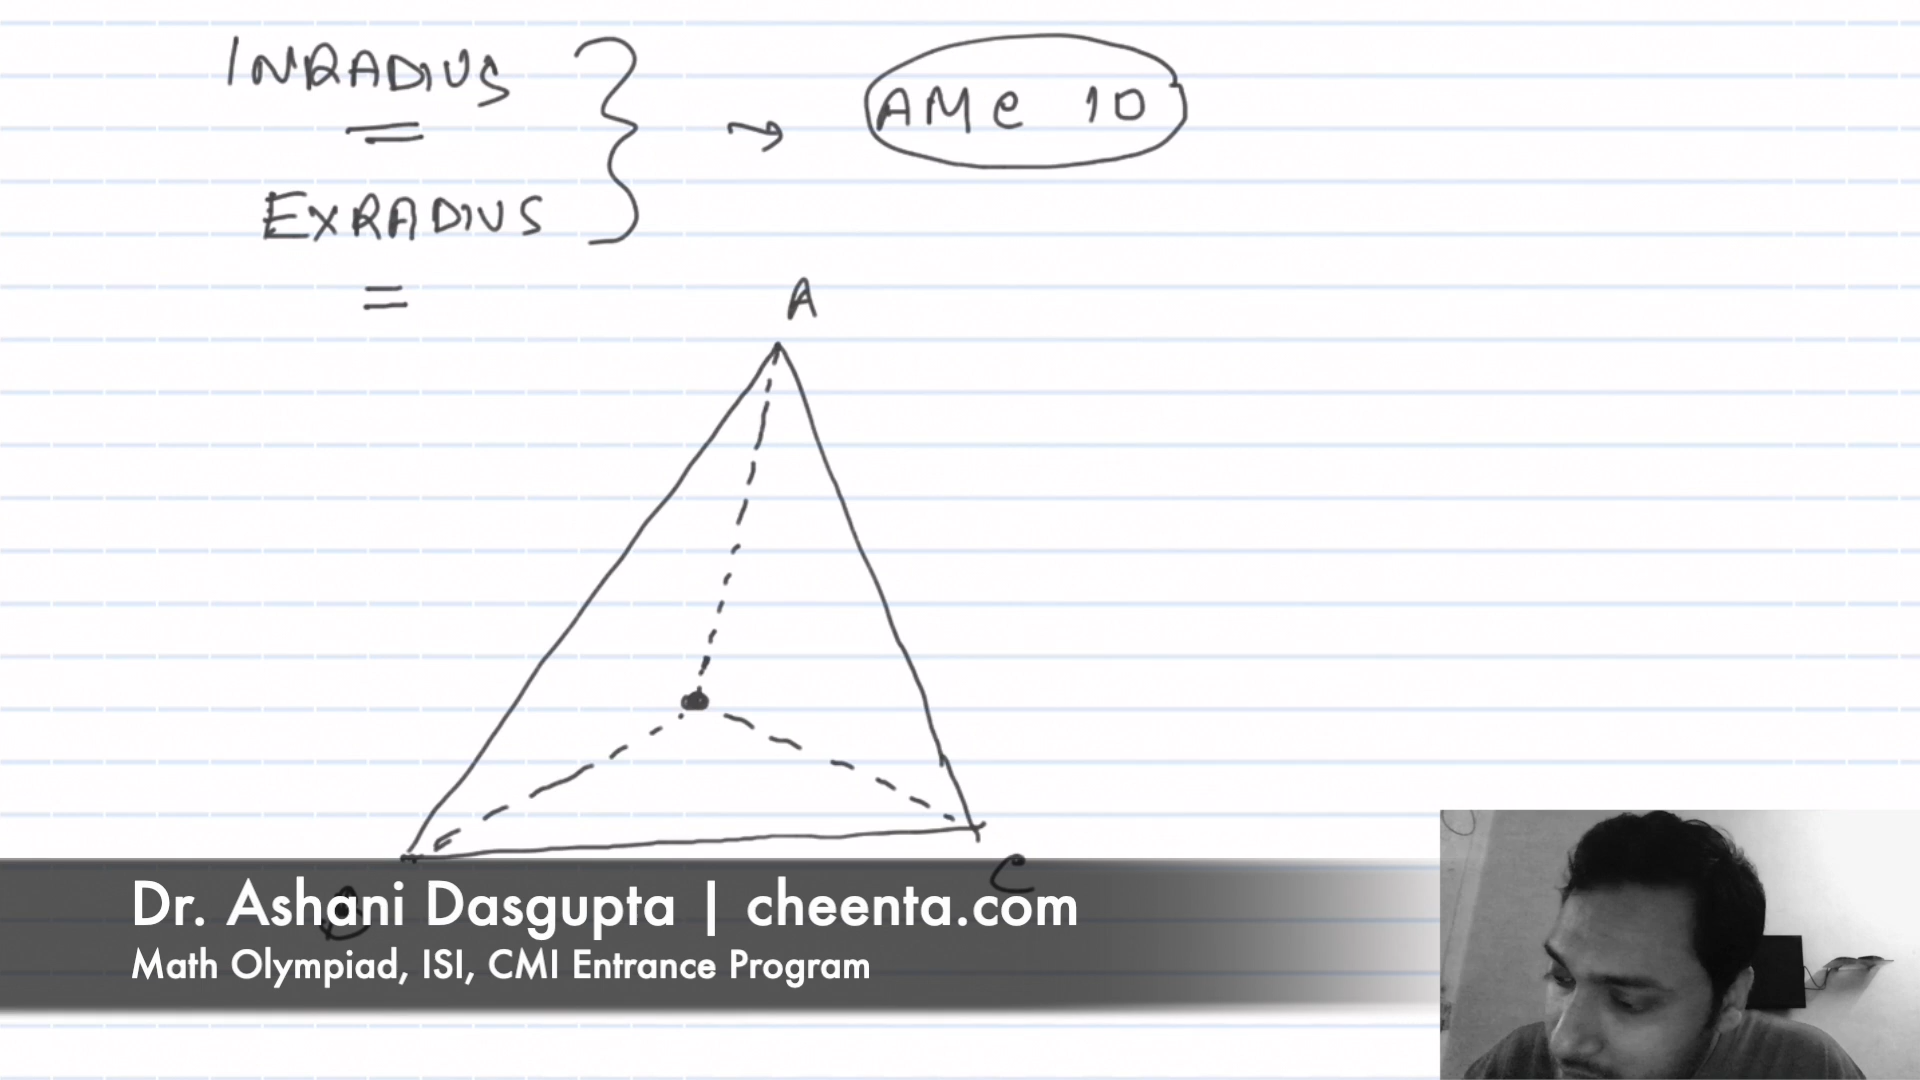 INRADIUS
=
EXRADIUS
=
AMC 10
A
B
C
Dr. Ashani Dasgupta | cheenta.com
Math Olympiad, ISI, CMI Entrance Program